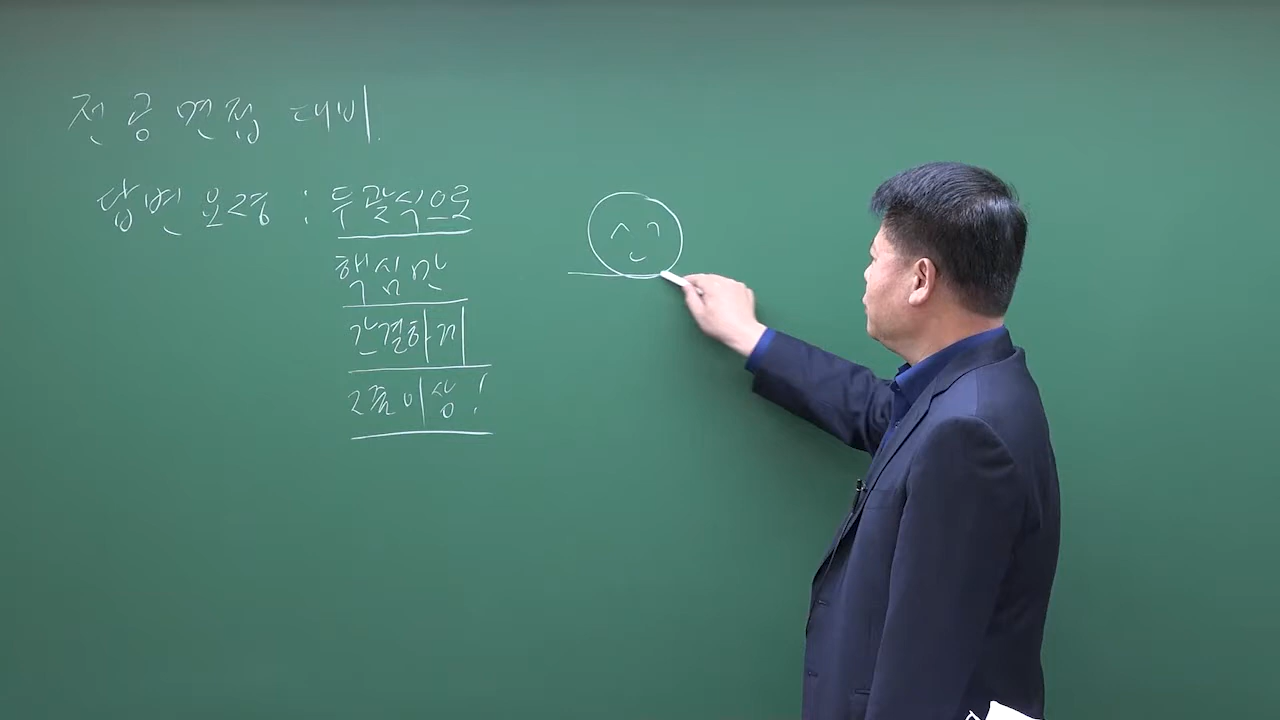 전공면접 대비.
답변요령 : 두괄식으로
핵심만
간결하게
2줄이상!